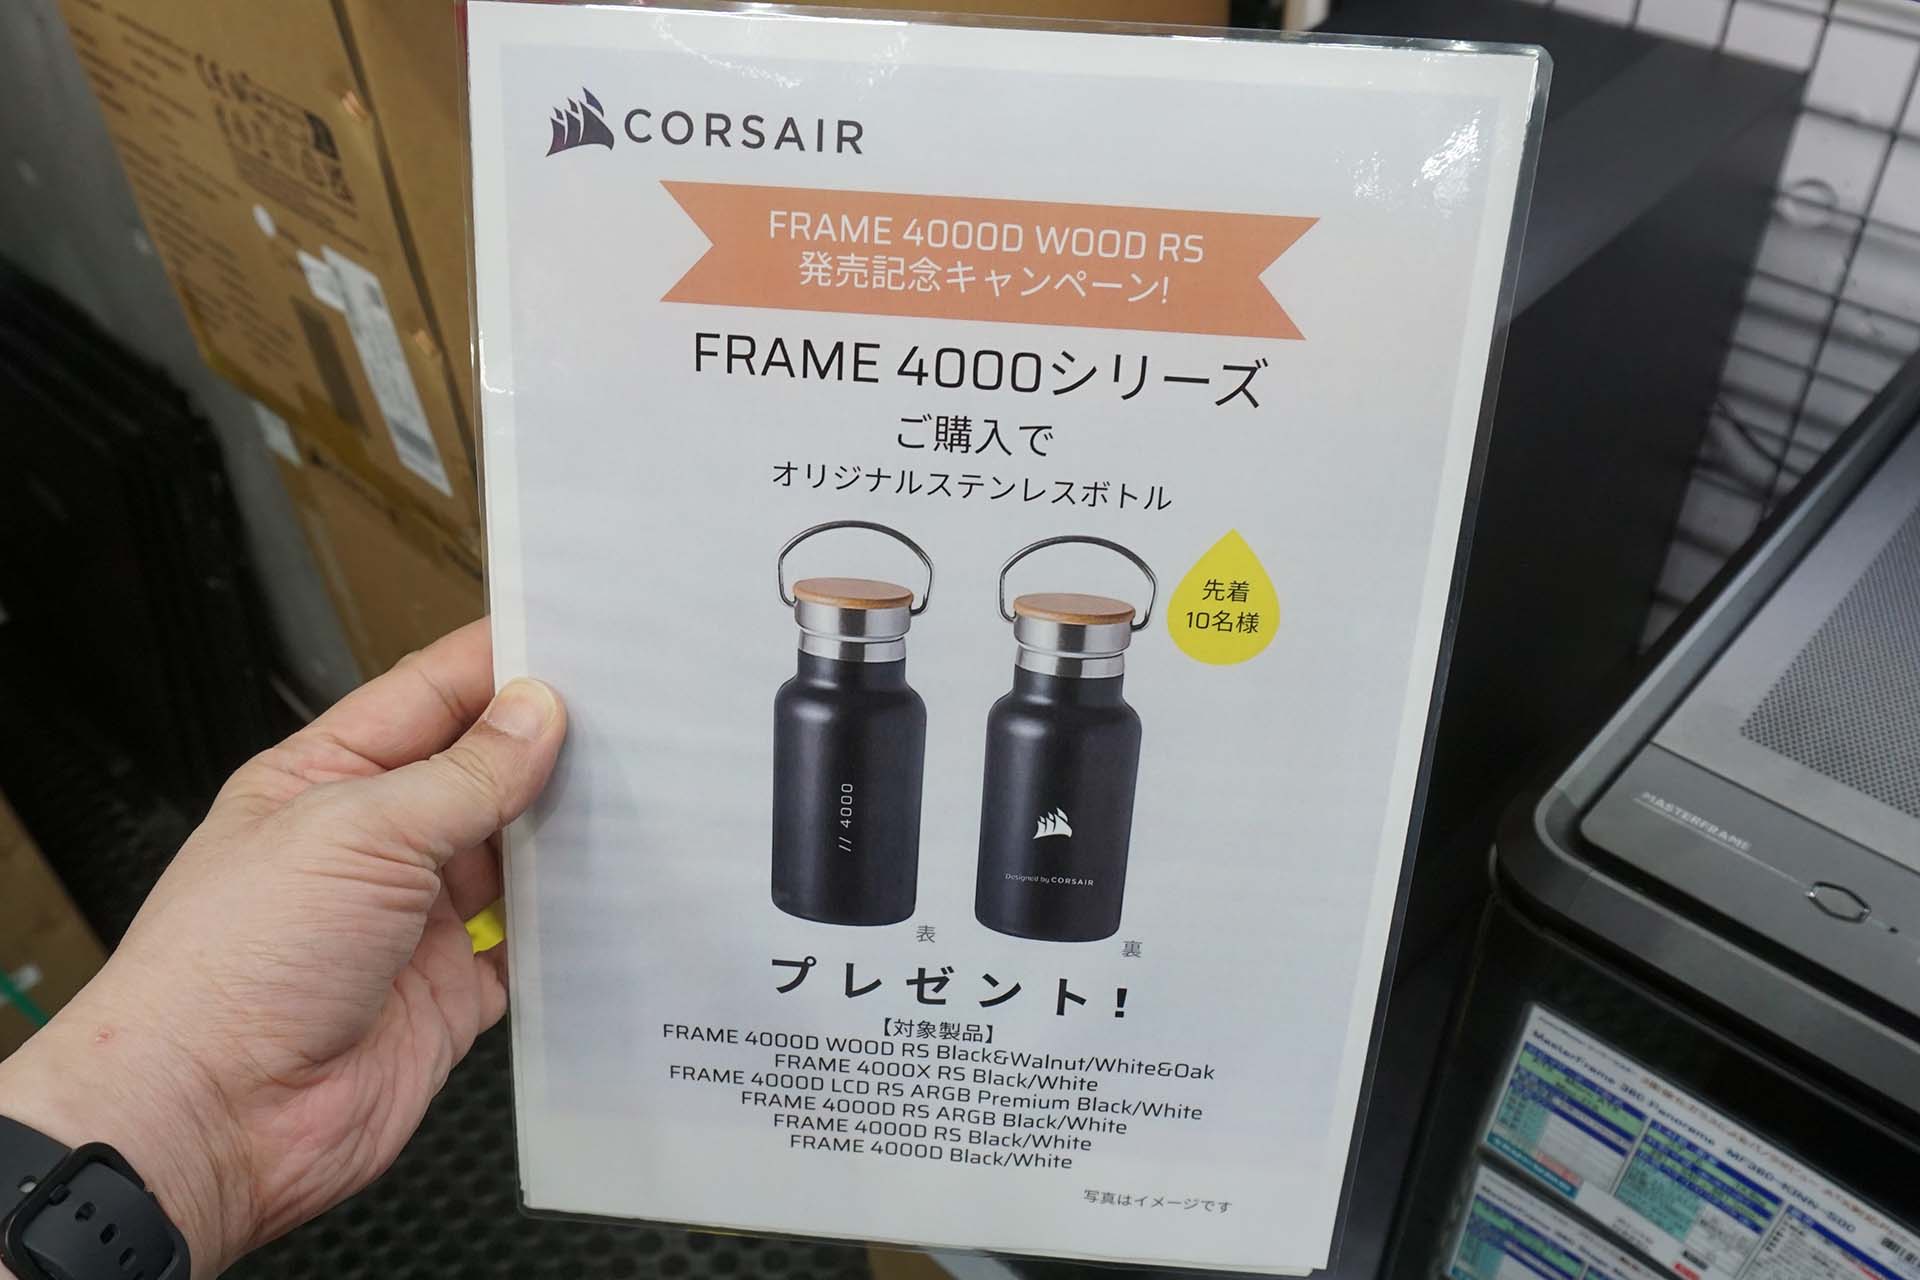 CORSAIR
FRAME 4000D WOOD RS
発売記念キャンペーン!
FRAME 4000シリーズ
ご購入で
オリジナルステンレスボトル
先着
10名様
// 4000
Designed by CORSAIR
表
裏
プレゼント!
【対象製品】
FRAME 4000D WOOD RS Black&Walnut/White&Oak
FRAME 4000X RS Black/White
FRAME 4000D LCD RS ARGB Premium Black/White
FRAME 4000D RS ARGB Black/White
FRAME 4000D RS Black/White
FRAME 4000D Black/White
写真はイメージです
MASTERFRAME
MasterFrame 360 Panorama